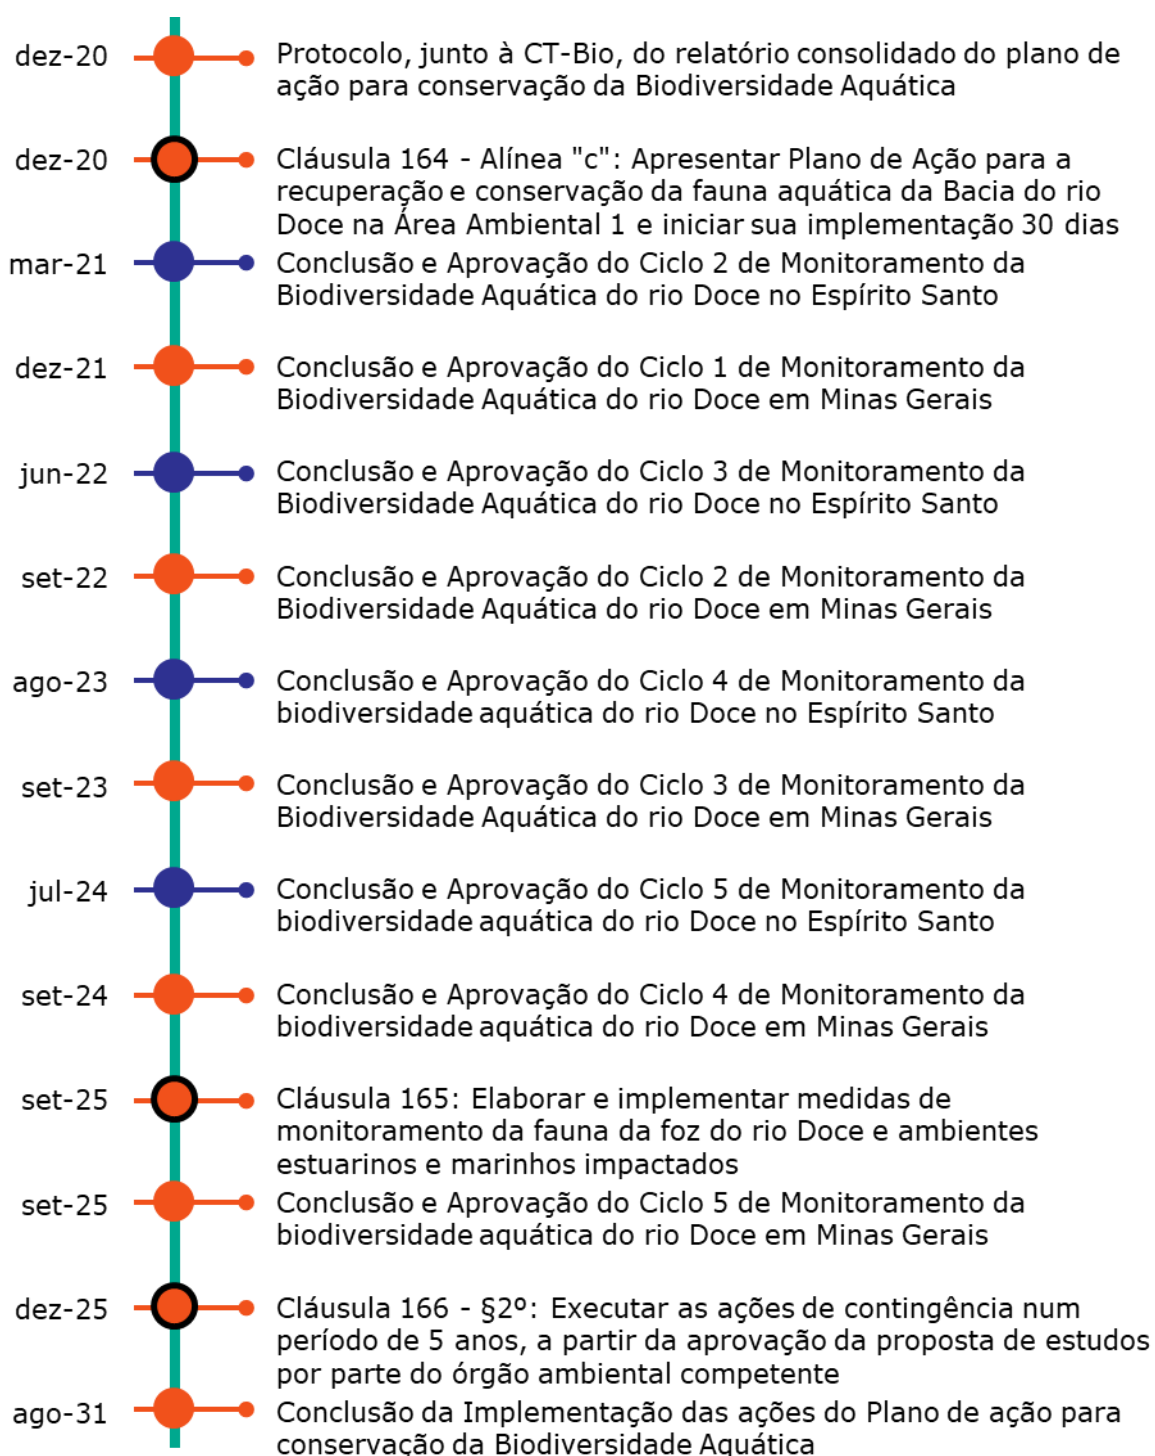 dez-20
Protocolo, junto à CT-Bio, do relatório consolidado do plano de
ação para conservação da Biodiversidade Aquática
dez-20
Cláusula 164 - Alínea "c": Apresentar Plano de Ação para a
recuperação e conservação da fauna aquática da Bacia do rio
Doce na Área Ambiental 1 e iniciar sua implementação 30 dias
mar-21
Conclusão e Aprovação do Ciclo 2 de Monitoramento da
Biodiversidade Aquática do rio Doce no Espírito Santo
dez-21
Conclusão e Aprovação do Ciclo 1 de Monitoramento da
Biodiversidade Aquática do rio Doce em Minas Gerais
jun-22
Conclusão e Aprovação do Ciclo 3 de Monitoramento da
Biodiversidade Aquática do rio Doce no Espírito Santo
set-22
Conclusão e Aprovação do Ciclo 2 de Monitoramento da
Biodiversidade Aquática do rio Doce em Minas Gerais
ago-23
Conclusão e Aprovação do Ciclo 4 de Monitoramento da
biodiversidade aquática do rio Doce no Espírito Santo
set-23
Conclusão e Aprovação do Ciclo 3 de Monitoramento da
Biodiversidade Aquática do rio Doce em Minas Gerais
jul-24
Conclusão e Aprovação do Ciclo 5 de Monitoramento da
biodiversidade aquática do rio Doce no Espírito Santo
set-24
Conclusão e Aprovação do Ciclo 4 de Monitoramento da
biodiversidade aquática do rio Doce em Minas Gerais
set-25
Cláusula 165: Elaborar e implementar medidas de
monitoramento da fauna da foz do rio Doce e ambientes
estuarinos e marinhos impactados
set-25
Conclusão e Aprovação do Ciclo 5 de Monitoramento da
biodiversidade aquática do rio Doce em Minas Gerais
dez-25
Cláusula 166 - §2º: Executar as ações de contingência num
período de 5 anos, a partir da aprovação da proposta de estudos
por parte do órgão ambiental competente
ago-31
Conclusão da Implementação das ações do Plano de ação para
conservação da Biodiversidade Aquática